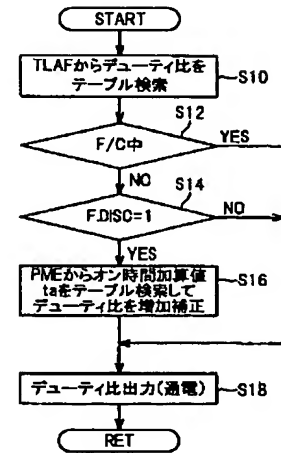 START
TLAFからデューティ比を
テーブル検索
S10
S12
F/C中
YES
NO
S14
F.DISC=1
NO
YES
PMEからオン時間加算値
taをテーブル検索して
デューティ比を増加補正
S16
デューティ比出力(通電)
S18
RET